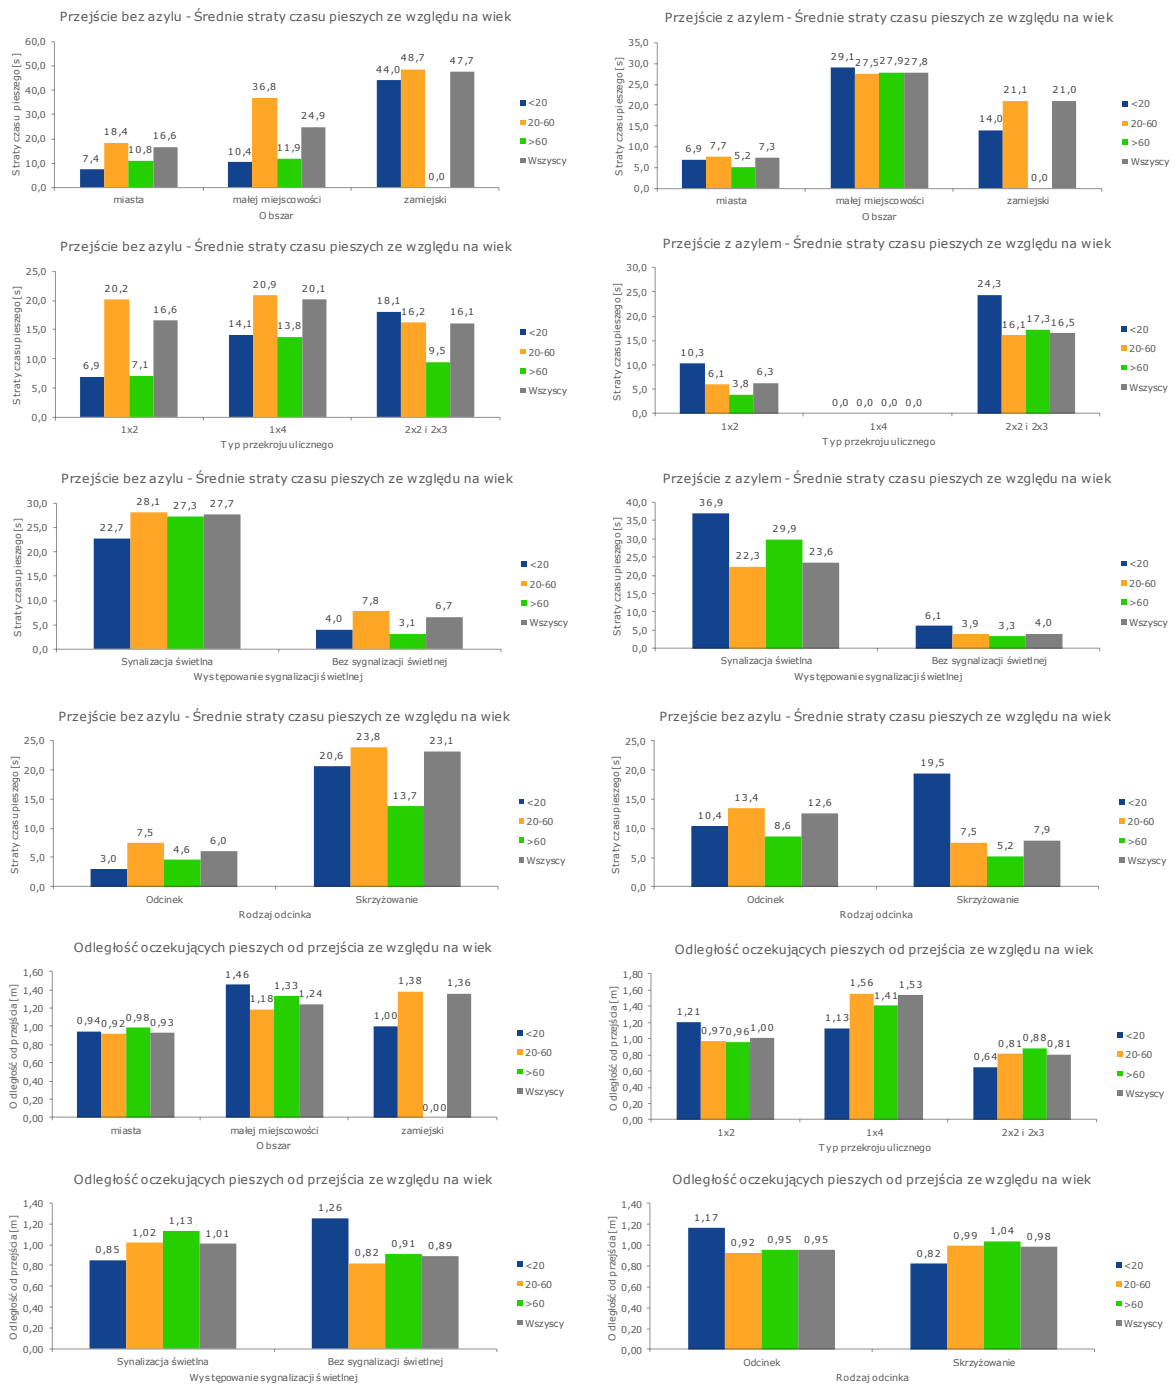 Przejście bez azylu - Średnie straty czasu pieszych ze względu na wiek
Straty czasu pieszego [s]
60,0
50,0
40,0
30,0
20,0
10,0
0,0
7,4 18,4 10,8 16,6
10,4 36,8 11,9 24,9
44,0 48,7 0,0 47,7
miasta małej miejscowości zamiejski
Obszar
<20
20-60
>60
Wszyscy
Przejście z azylem - Średnie straty czasu pieszych ze względu na wiek
Straty czasu pieszego [s]
35,0
30,0
25,0
20,0
15,0
10,0
5,0
0,0
6,9 7,7 5,2 7,3
29,1 27,5 27,9 27,8
14,0 21,1 0,0 21,0
miasta małej miejscowości zamiejski
Obszar
<20
20-60
>60
Wszyscy
Przejście bez azylu - Średnie straty czasu pieszych ze względu na wiek
Straty czasu pieszego [s]
25,0
20,0
15,0
10,0
5,0
0,0
6,9 20,2 7,1 16,6
14,1 20,9 13,8 20,1
18,1 16,2 9,5 16,1
1x2 1x4 2x2 i 2x3
Typ przekroju ulicznego
<20
20-60
>60
Wszyscy
Przejście z azylem - Średnie straty czasu pieszych ze względu na wiek
Straty czasu pieszego [s]
30,0
25,0
20,0
15,0
10,0
5,0
0,0
10,3 6,1 3,8 6,3
0,0 0,0 0,0 0,0
24,3 16,1 17,3 16,5
1x2 1x4 2x2 i 2x3
Typ przekroju ulicznego
<20
20-60
>60
Wszyscy
Przejście bez azylu - Średnie straty czasu pieszych ze względu na wiek
Straty czasu pieszego [s]
30,0
25,0
20,0
15,0
10,0
5,0
0,0
22,7 28,1 27,3 27,7
4,0 7,8 3,1 6,7
Synalizacja świetlna Bez sygnalizacji świetlnej
Występowanie sygnalizacji świetlnej
<20
20-60
>60
Wszyscy
Przejście z azylem - Średnie straty czasu pieszych ze względu na wiek
Straty czasu pieszego [s]
40,0
35,0
30,0
25,0
20,0
15,0
10,0
5,0
0,0
36,9 22,3 29,9 23,6
6,1 3,9 3,3 4,0
Synalizacja świetlna Bez sygnalizacji świetlnej
Występowanie sygnalizacji świetlnej
<20
20-60
>60
Wszyscy
Przejście bez azylu - Średnie straty czasu pieszych ze względu na wiek
Straty czasu pieszego [s]
25,0
20,0
15,0
10,0
5,0
0,0
3,0 7,5 4,6 6,0
20,6 23,8 13,7 23,1
Odcinek Skrzyżowanie
Rodzaj odcinka
<20
20-60
>60
Wszyscy
Przejście bez azylu - Średnie straty czasu pieszych ze względu na wiek
Straty czasu pieszego [s]
25,0
20,0
15,0
10,0
5,0
0,0
10,4 13,4 8,6 12,6
19,5 7,5 5,2 7,9
Odcinek Skrzyżowanie
Rodzaj odcinka
<20
20-60
>60
Wszyscy
Odległość oczekujących pieszych od przejścia ze względu na wiek
Odległość od przejścia [m]
1,60
1,40
1,20
1,00
0,80
0,60
0,40
0,20
0,00
0,94 0,92 0,98 0,93
1,46 1,18 1,33 1,24
1,00 1,38 0,00 1,36
miasta małej miejscowości zamiejski
Obszar
<20
20-60
>60
Wszyscy
Odległość oczekujących pieszych od przejścia ze względu na wiek
Odległość od przejścia [m]
1,80
1,60
1,40
1,20
1,00
0,80
0,60
0,40
0,20
0,00
1,21 0,97 0,96 1,00
1,13 1,56 1,41 1,53
0,64 0,81 0,88 0,81
1x2 1x4 2x2 i 2x3
Typ przekroju ulicznego
<20
20-60
>60
Wszyscy
Odległość oczekujących pieszych od przejścia ze względu na wiek
Odległość od przejścia [m]
1,40
1,20
1,00
0,80
0,60
0,40
0,20
0,00
0,85 1,02 1,13 1,01
1,26 0,82 0,91 0,89
Synalizacja świetlna Bez sygnalizacji świetlnej
Występowanie sygnalizacji świetlnej
<20
20-60
>60
Wszyscy
Odległość oczekujących pieszych od przejścia ze względu na wiek
Odległość od przejścia [m]
1,40
1,20
1,00
0,80
0,60
0,40
0,20
0,00
1,17 0,92 0,95 0,95
0,82 0,99 1,04 0,98
Odcinek Skrzyżowanie
Rodzaj odcinka
<20
20-60
>60
Wszyscy